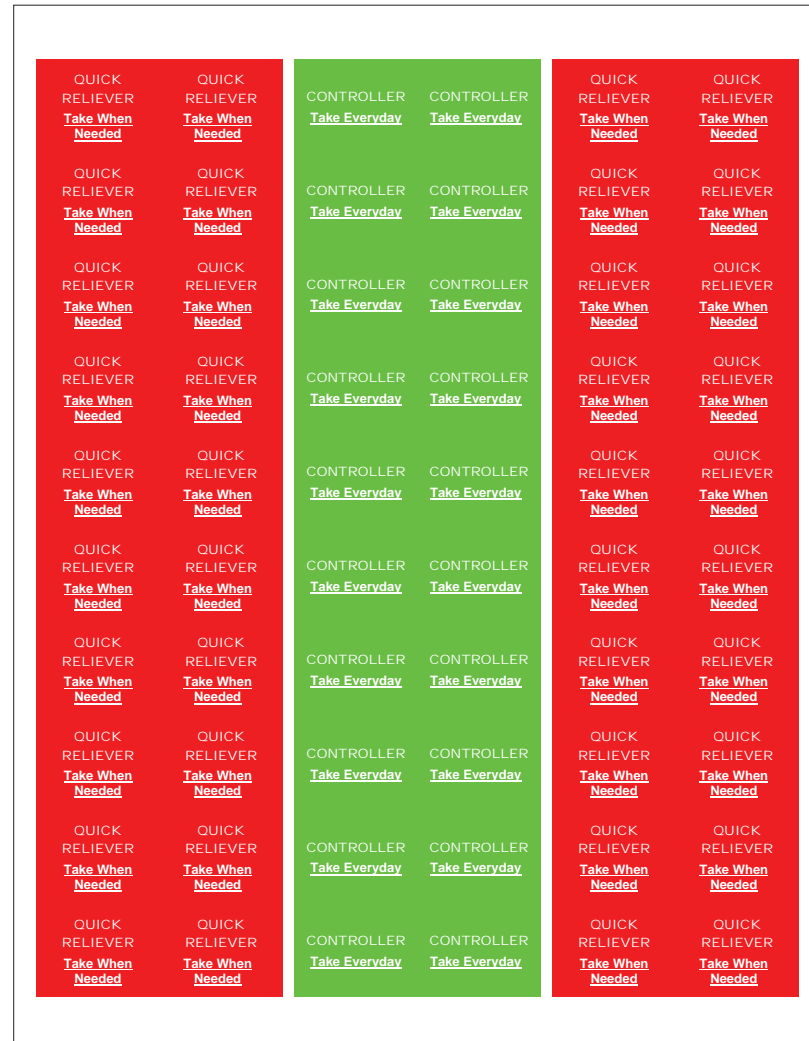 QUICK QUICK QUICK QUICK
RELIEVER RELIEVER CONTROLLER CONTROLLER RELIEVER RELIEVER
Take When Take When Take Everyday Take Everyday Take When Take When
Needed Needed Needed Needed
QUICK QUICK QUICK QUICK
RELIEVER RELIEVER CONTROLLER CONTROLLER RELIEVER RELIEVER
Take When Take When Take Everyday Take Everyday Take When Take When
Needed Needed Needed Needed
QUICK QUICK QUICK QUICK
RELIEVER RELIEVER CONTROLLER CONTROLLER RELIEVER RELIEVER
Take When Take When Take Everyday Take Everyday Take When Take When
Needed Needed Needed Needed
QUICK QUICK QUICK QUICK
RELIEVER RELIEVER CONTROLLER CONTROLLER RELIEVER RELIEVER
Take When Take When Take Everyday Take Everyday Take When Take When
Needed Needed Needed Needed
QUICK QUICK QUICK QUICK
RELIEVER RELIEVER CONTROLLER CONTROLLER RELIEVER RELIEVER
Take When Take When Take Everyday Take Everyday Take When Take When
Needed Needed Needed Needed
QUICK QUICK QUICK QUICK
RELIEVER RELIEVER CONTROLLER CONTROLLER RELIEVER RELIEVER
Take When Take When Take Everyday Take Everyday Take When Take When
Needed Needed Needed Needed
QUICK QUICK QUICK QUICK
RELIEVER RELIEVER CONTROLLER CONTROLLER RELIEVER RELIEVER
Take When Take When Take Everyday Take Everyday Take When Take When
Needed Needed Needed Needed
QUICK QUICK QUICK QUICK
RELIEVER RELIEVER CONTROLLER CONTROLLER RELIEVER RELIEVER
Take When Take When Take Everyday Take Everyday Take When Take When
Needed Needed Needed Needed
QUICK QUICK QUICK QUICK
RELIEVER RELIEVER CONTROLLER CONTROLLER RELIEVER RELIEVER
Take When Take When Take Everyday Take Everyday Take When Take When
Needed Needed Needed Needed
QUICK QUICK QUICK QUICK
RELIEVER RELIEVER CONTROLLER CONTROLLER RELIEVER RELIEVER
Take When Take When Take Everyday Take Everyday Take When Take When
Needed Needed Needed Needed